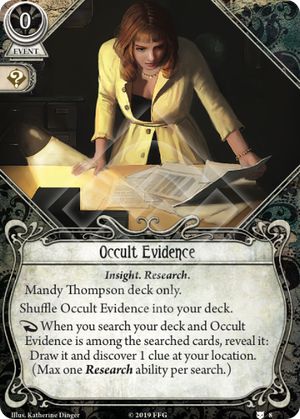 0
EVENT
Occult Evidence
Insight. Research.
Mandy Thompson deck only.
Shuffle Occult Evidence into your deck.
When you search your deck and Occult
Evidence is among the searched cards, reveal it:
Draw it and discover 1 clue at your location.
(Max one Research ability per search.)
Illus. Katherine Dinger
© 2019 FFG
8